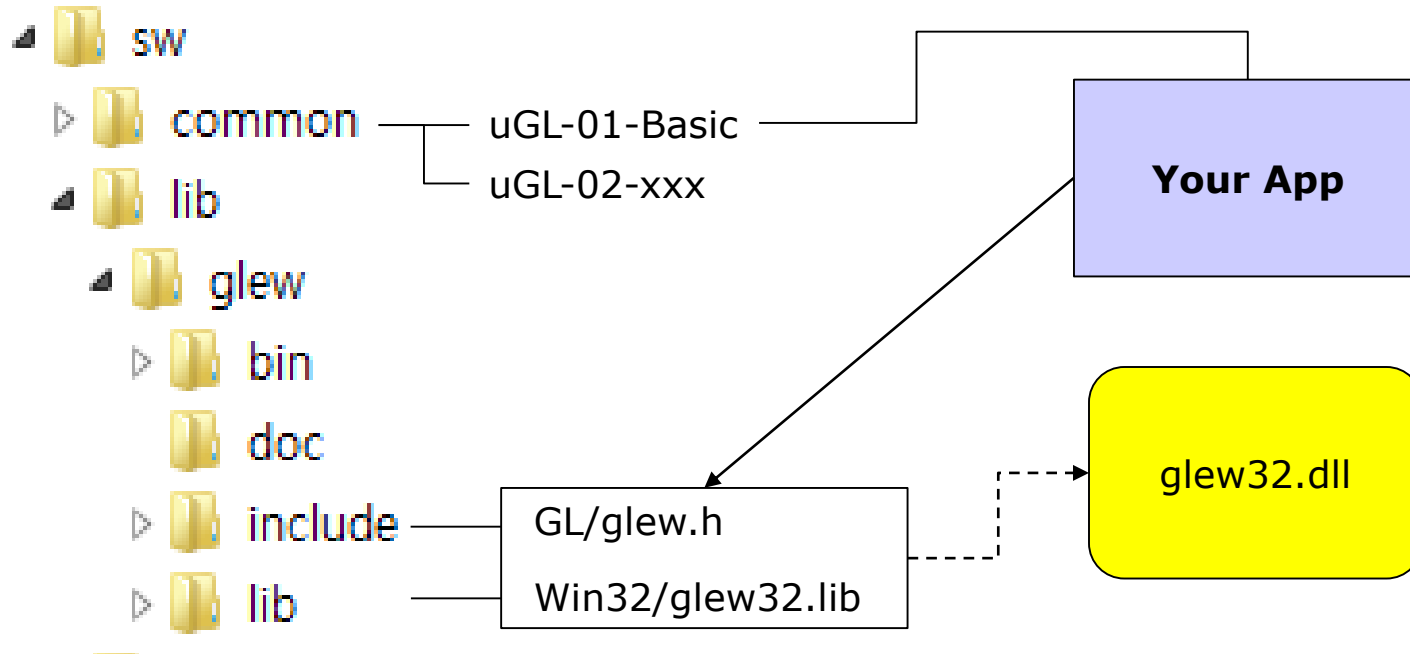 sw
common
uGL-01-Basic
uGL-02-xxx
Your App
lib
glew
bin
doc
glew32.dll
include
GL/glew.h
lib
Win32/glew32.lib